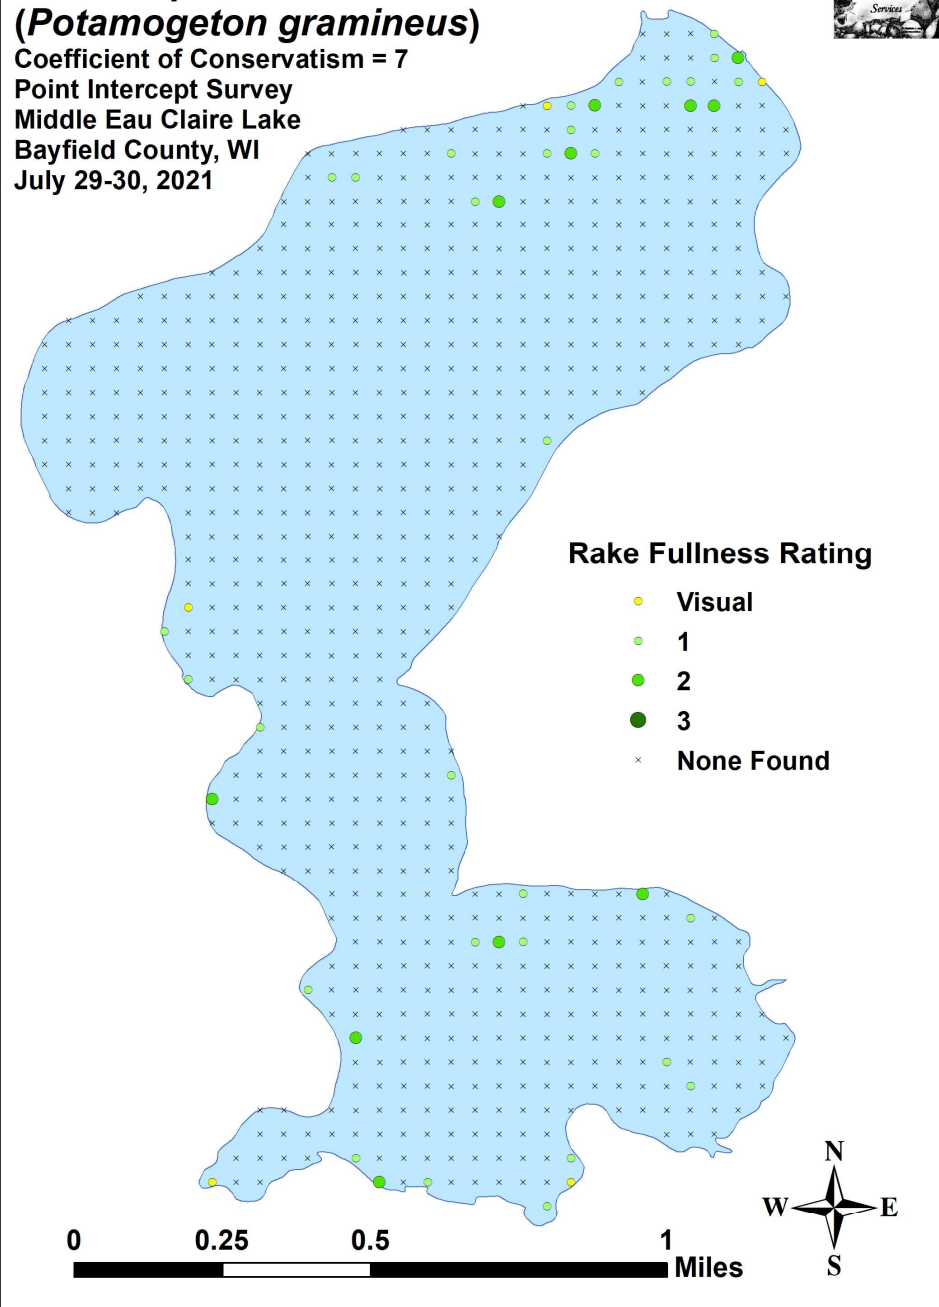 (Potamogeton gramineus)
Coefficient of Conservatism = 7
Point Intercept Survey
Middle Eau Claire Lake
Bayfield County, WI
July 29-30, 2021
Services
Rake Fullness Rating
Visual
1
2
3
None Found
N
W E
S
0 0.25 0.5 1
Miles